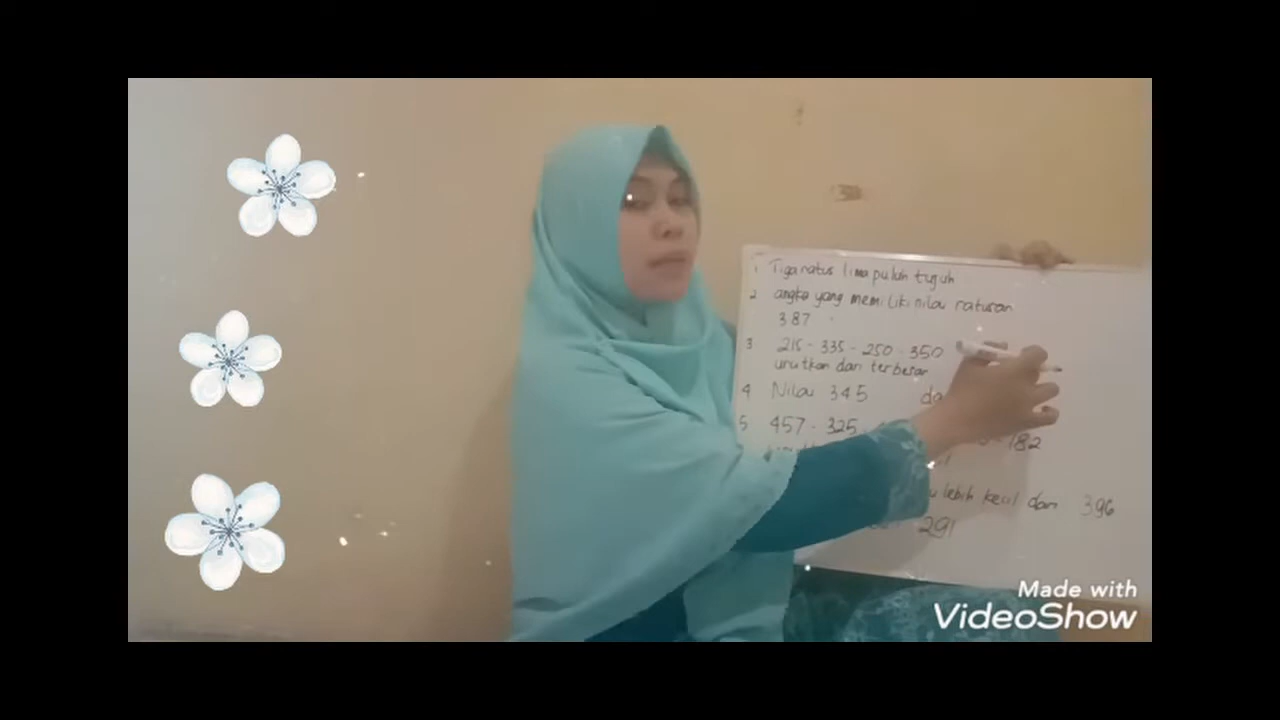 1 Tiga ratus lima puluh tujuh
2 angka yang memiliki nilai ratusan
387
3 215 - 335 - 250 - 350
urutkan dari terbesar
4 Nilai 345
5 457 - 325 - 182
lebih kecil dari 396
291
Made with
VideoShow